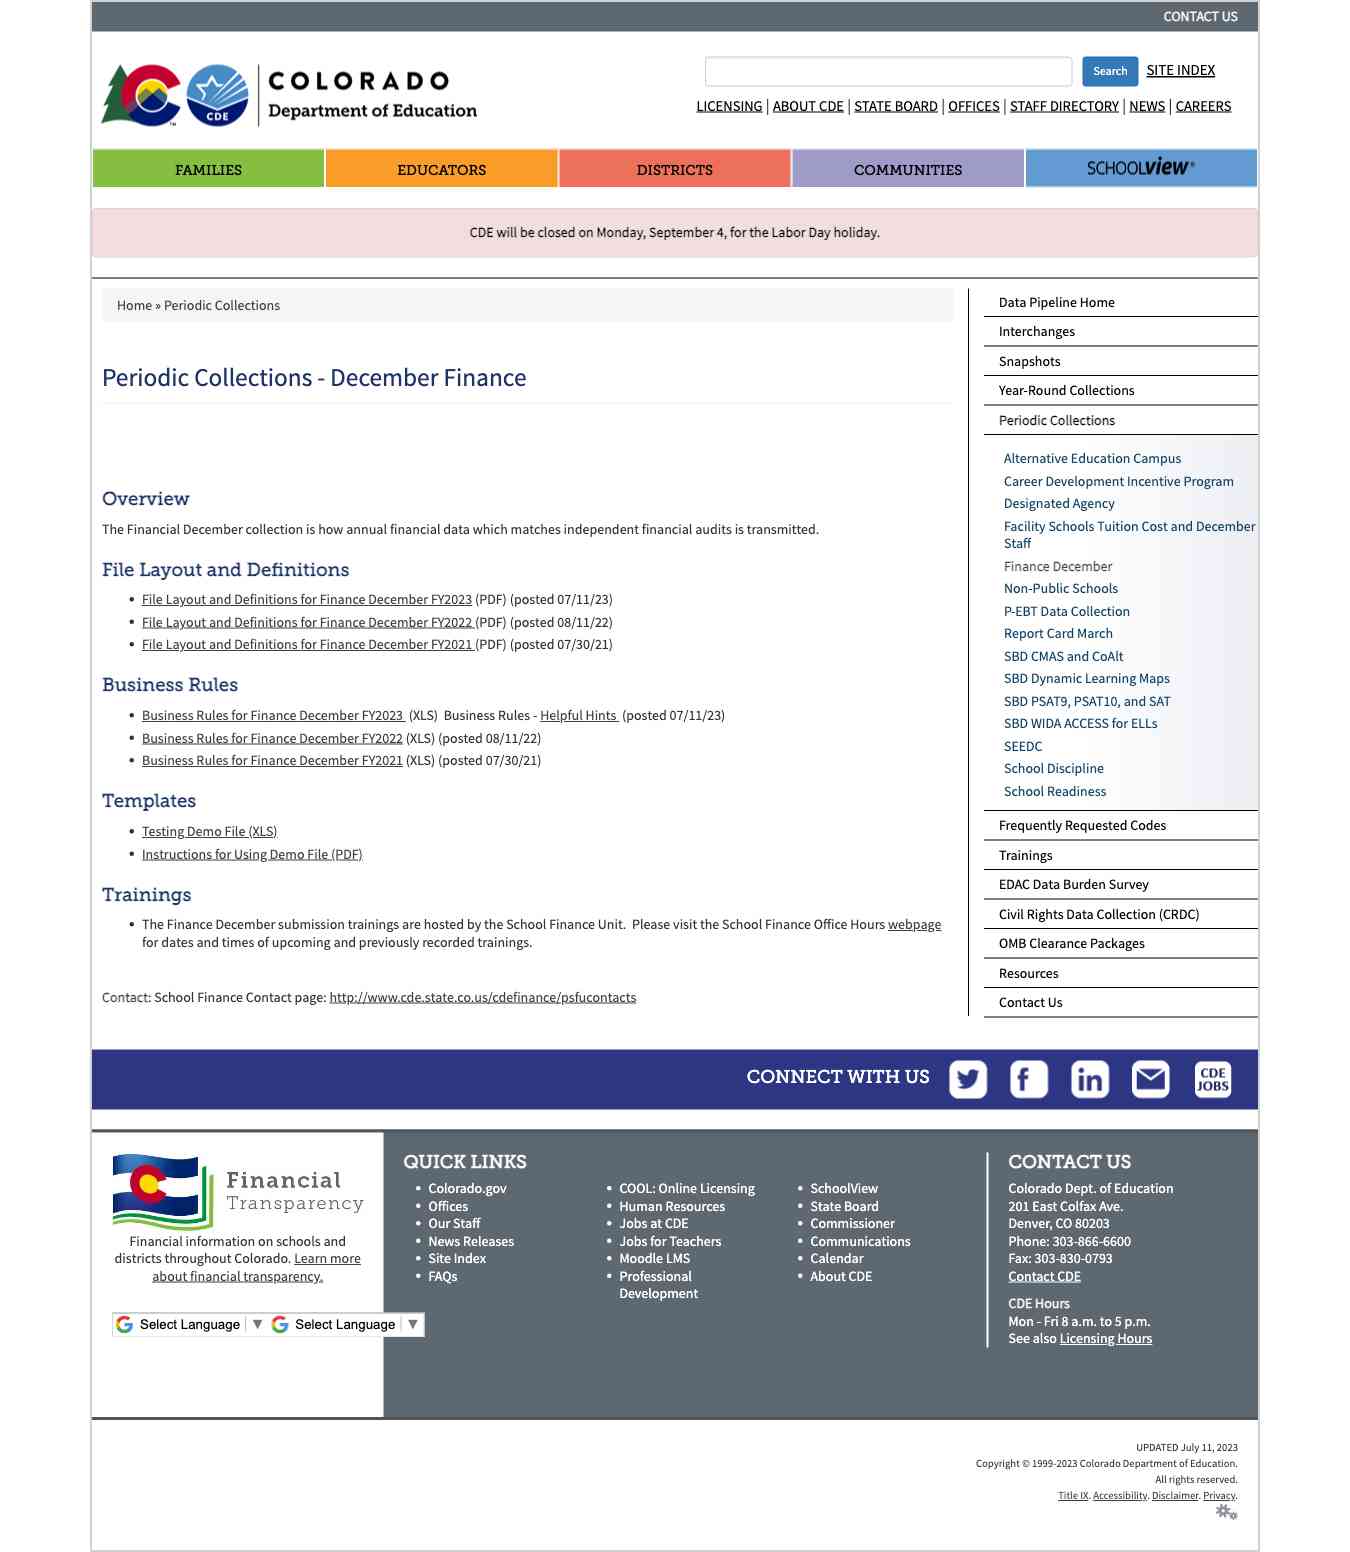 CONTACT US
COLORADO
Department of Education
CDE
TM
Search
SITE INDEX
LICENSING | ABOUT CDE | STATE BOARD | OFFICES | STAFF DIRECTORY | NEWS | CAREERS
FAMILIES
EDUCATORS
DISTRICTS
COMMUNITIES
SCHOOLview®
CDE will be closed on Monday, September 4, for the Labor Day holiday.
Home » Periodic Collections
Periodic Collections - December Finance
Overview
The Financial December collection is how annual financial data which matches independent financial audits is transmitted.
File Layout and Definitions
• File Layout and Definitions for Finance December FY2023 (PDF) (posted 07/11/23)
• File Layout and Definitions for Finance December FY2022 (PDF) (posted 08/11/22)
• File Layout and Definitions for Finance December FY2021 (PDF) (posted 07/30/21)
Business Rules
• Business Rules for Finance December FY2023 (XLS) Business Rules - Helpful Hints (posted 07/11/23)
• Business Rules for Finance December FY2022 (XLS) (posted 08/11/22)
• Business Rules for Finance December FY2021 (XLS) (posted 07/30/21)
Templates
• Testing Demo File (XLS)
• Instructions for Using Demo File (PDF)
Trainings
• The Finance December submission trainings are hosted by the School Finance Unit. Please visit the School Finance Office Hours webpage
for dates and times of upcoming and previously recorded trainings.
Contact: School Finance Contact page: http://www.cde.state.co.us/cdefinance/psfucontacts
Data Pipeline Home
Interchanges
Snapshots
Year-Round Collections
Periodic Collections
Alternative Education Campus
Career Development Incentive Program
Designated Agency
Facility Schools Tuition Cost and December
Staff
Finance December
Non-Public Schools
P-EBT Data Collection
Report Card March
SBD CMAS and CoAlt
SBD Dynamic Learning Maps
SBD PSAT9, PSAT10, and SAT
SBD WIDA ACCESS for ELLs
SEEDC
School Discipline
School Readiness
Frequently Requested Codes
Trainings
EDAC Data Burden Survey
Civil Rights Data Collection (CRDC)
OMB Clearance Packages
Resources
Contact Us
CONNECT WITH US
CDE
JOBS
Financial
Transparency
Financial information on schools and
districts throughout Colorado. Learn more
about financial transparency.
Select Language ▼
Select Language ▼
QUICK LINKS
• Colorado.gov
• Offices
• Our Staff
• News Releases
• Site Index
• FAQs
• COOL: Online Licensing
• Human Resources
• Jobs at CDE
• Jobs for Teachers
• Moodle LMS
• Professional
Development
• SchoolView
• State Board
• Commissioner
• Communications
• Calendar
• About CDE
CONTACT US
Colorado Dept. of Education
201 East Colfax Ave.
Denver, CO 80203
Phone: 303-866-6600
Fax: 303-830-0793
Contact CDE
CDE Hours
Mon - Fri 8 a.m. to 5 p.m.
See also Licensing Hours
UPDATED July 11, 2023
Copyright © 1999-2023 Colorado Department of Education.
All rights reserved.
Title IX. Accessibility. Disclaimer. Privacy.